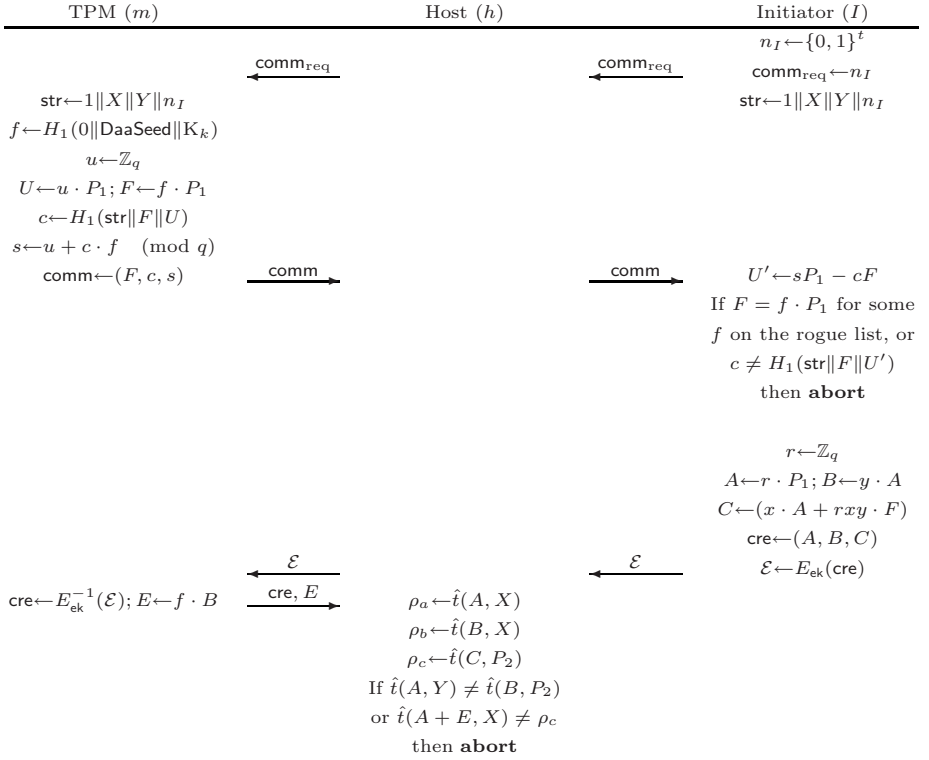 TPM (m) Host (h) Initiator (I)
n_I←{0, 1}^t
comm_req comm_req comm_req←n_I
str←1‖X‖Y‖n_I str←1‖X‖Y‖n_I
f←H_1(0‖DaaSeed‖K_k)
u←ℤ_q
U←u · P_1; F←f · P_1
c←H_1(str‖F‖U)
s←u + c · f (mod q)
comm←(F, c, s) comm comm U′←sP_1 − cF
If F = f · P_1 for some
f on the rogue list, or
c ≠ H_1(str‖F‖U′)
then abort
r←ℤ_q
A←r · P_1; B←y · A
C←(x · A + rxy · F)
cre←(A, B, C)
ℰ ℰ ℰ←E_ek(cre)
cre←E_ek^{-1}(ℰ); E←f · B cre, E ρ_a←t̂(A, X)
ρ_b←t̂(B, X)
ρ_c←t̂(C, P_2)
If t̂(A, Y) ≠ t̂(B, P_2)
or t̂(A + E, X) ≠ ρ_c
then abort